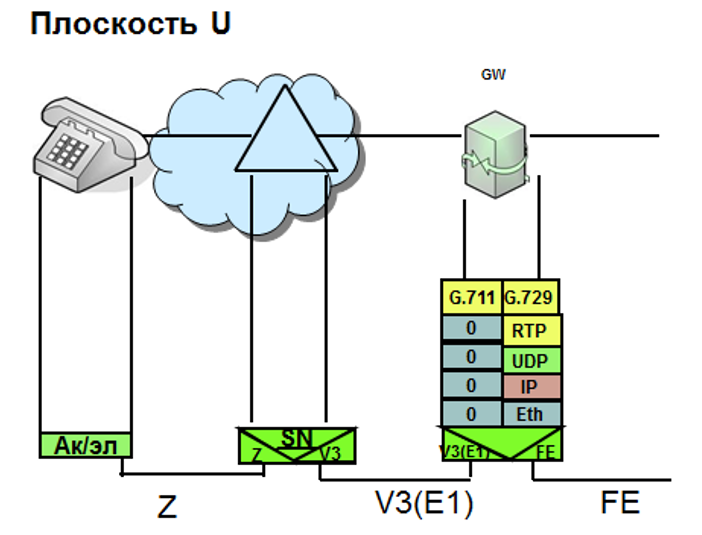 Плоскость U
GW
G.711 G.729
0 RTP
0 UDP
0 IP
0 Eth
Ак/эл
SN
Z V3
V3(E1) FE
Z
V3(E1)
FE